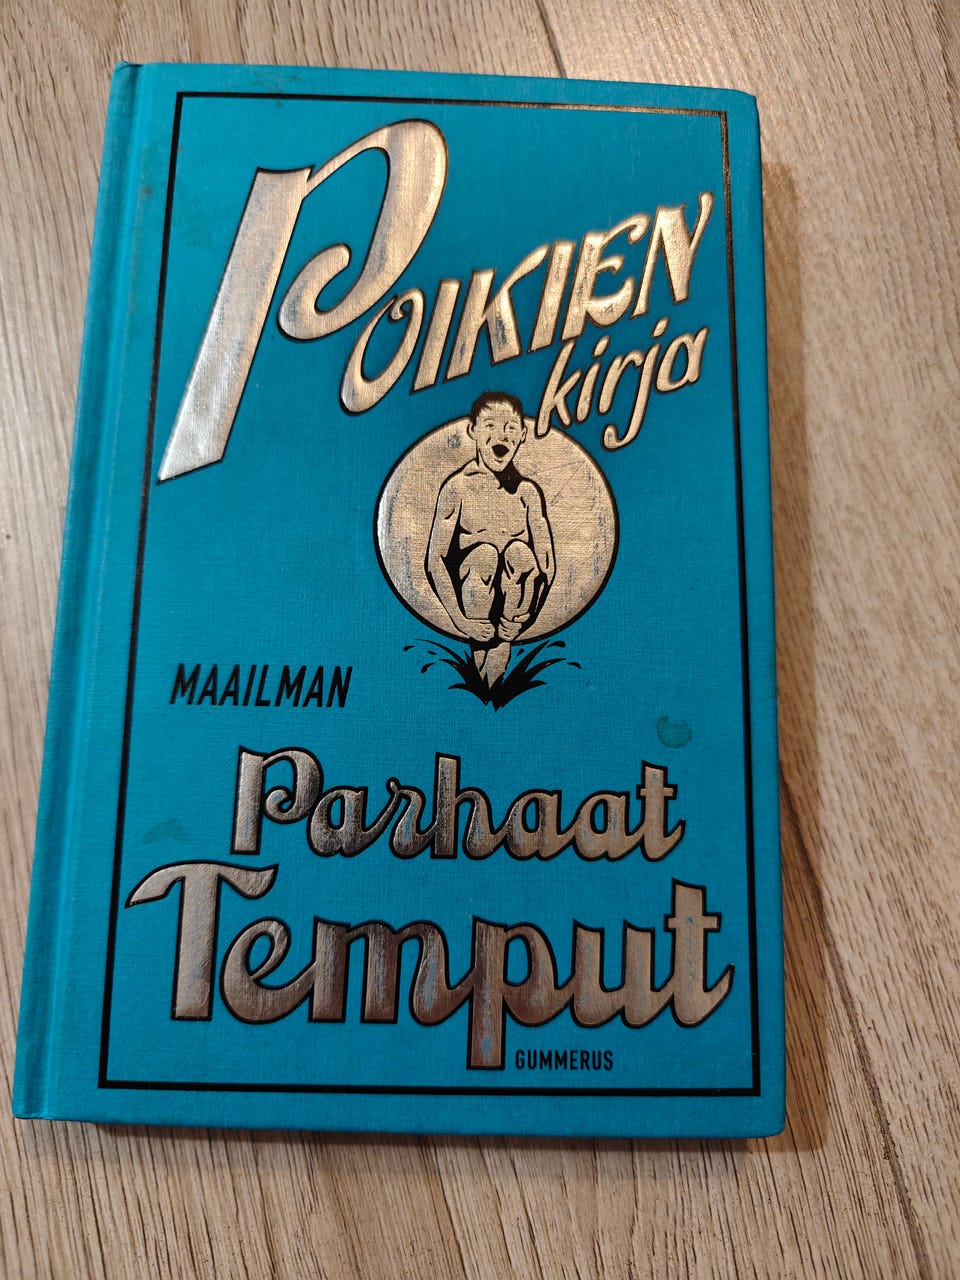 POIKIEN
kirja
MAAILMAN
Parhaat
Temput
GUMMERUS